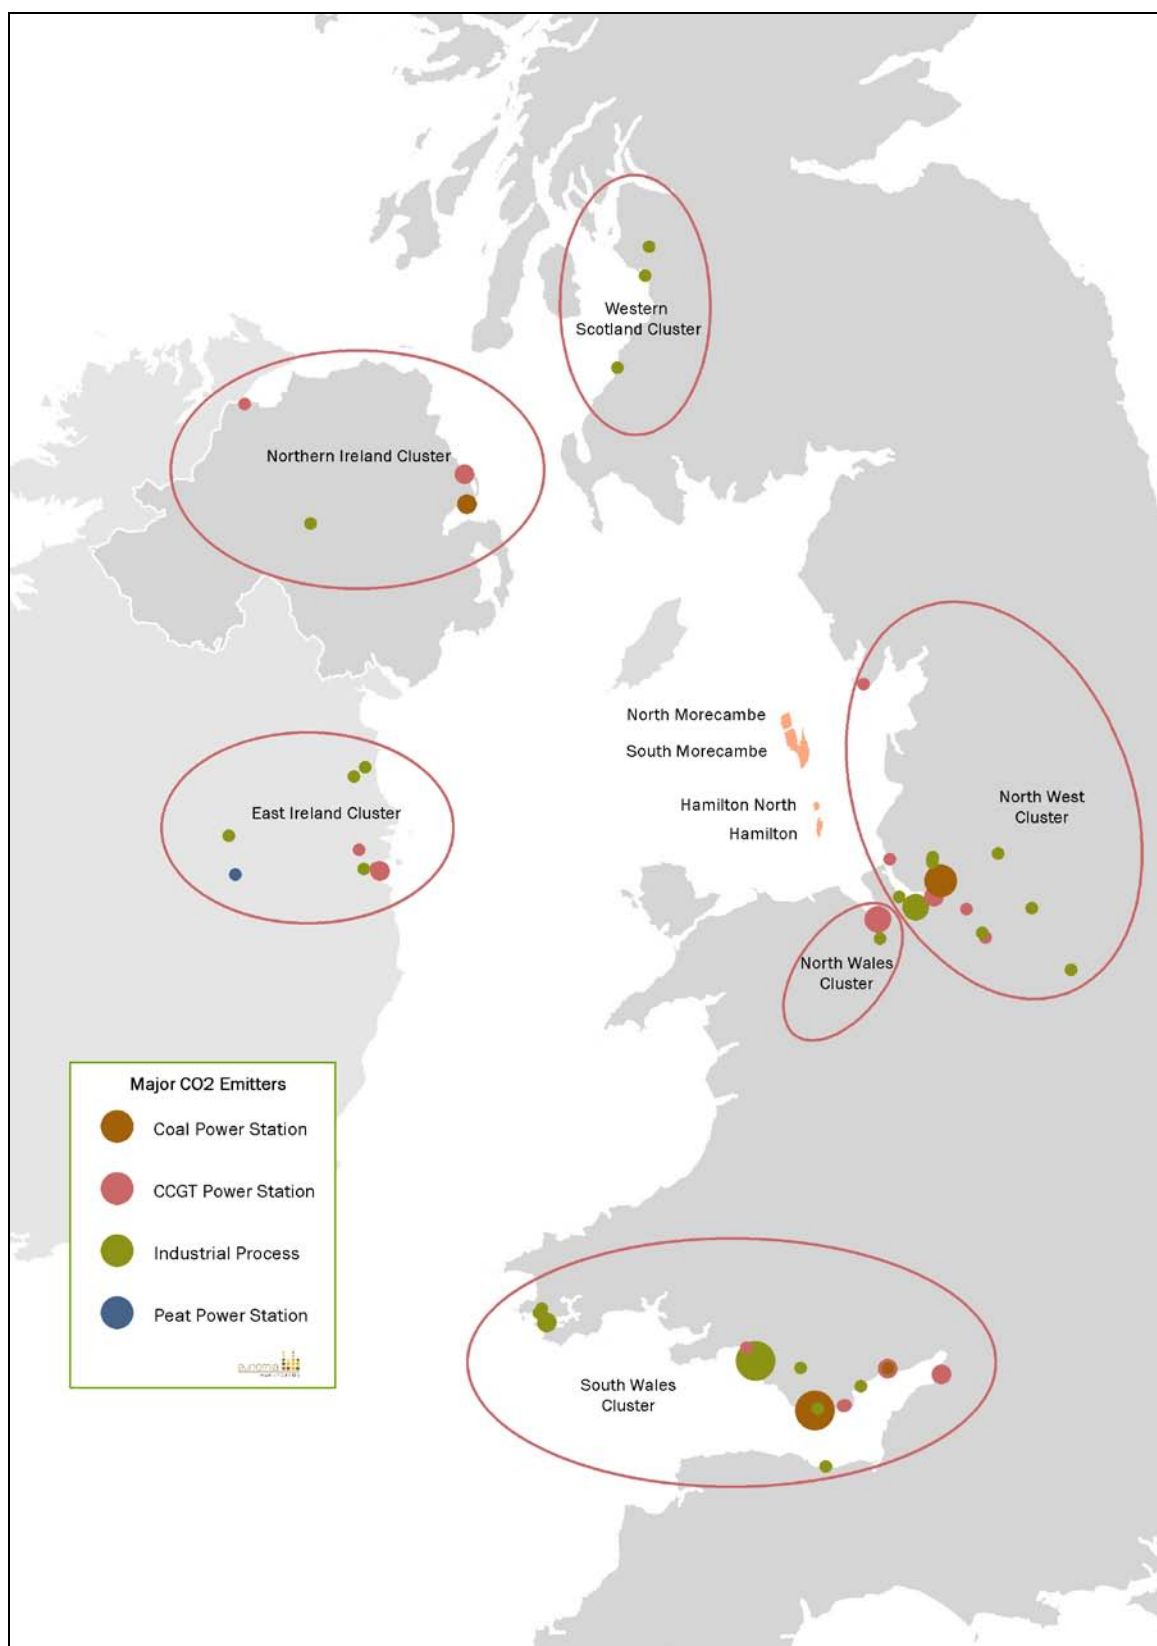 Western
Scotland Cluster
Northern Ireland Cluster
North Morecambe
South Morecambe
Hamilton North
Hamilton
North West
Cluster
East Ireland Cluster
North Wales
Cluster
Major CO2 Emitters
Coal Power Station
CCGT Power Station
Industrial Process
Peat Power Station
South Wales
Cluster